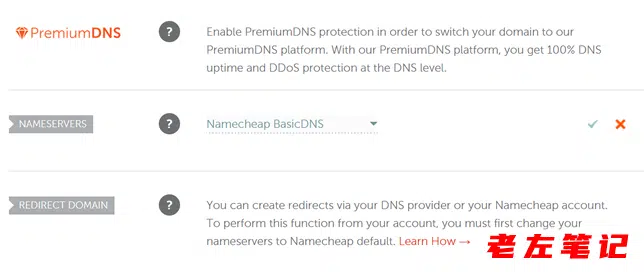 PremiumDNS
?
Enable PremiumDNS protection in order to switch your domain to our
PremiumDNS platform. With our PremiumDNS platform, you get 100% DNS
uptime and DDoS protection at the DNS level.
NAMESERVERS
?
Namecheap BasicDNS
REDIRECT DOMAIN
?
You can create redirects via your DNS provider or your Namecheap account.
To perform this function from your account, you must first change your
nameservers to Namecheap default. Learn How →
老左笔记